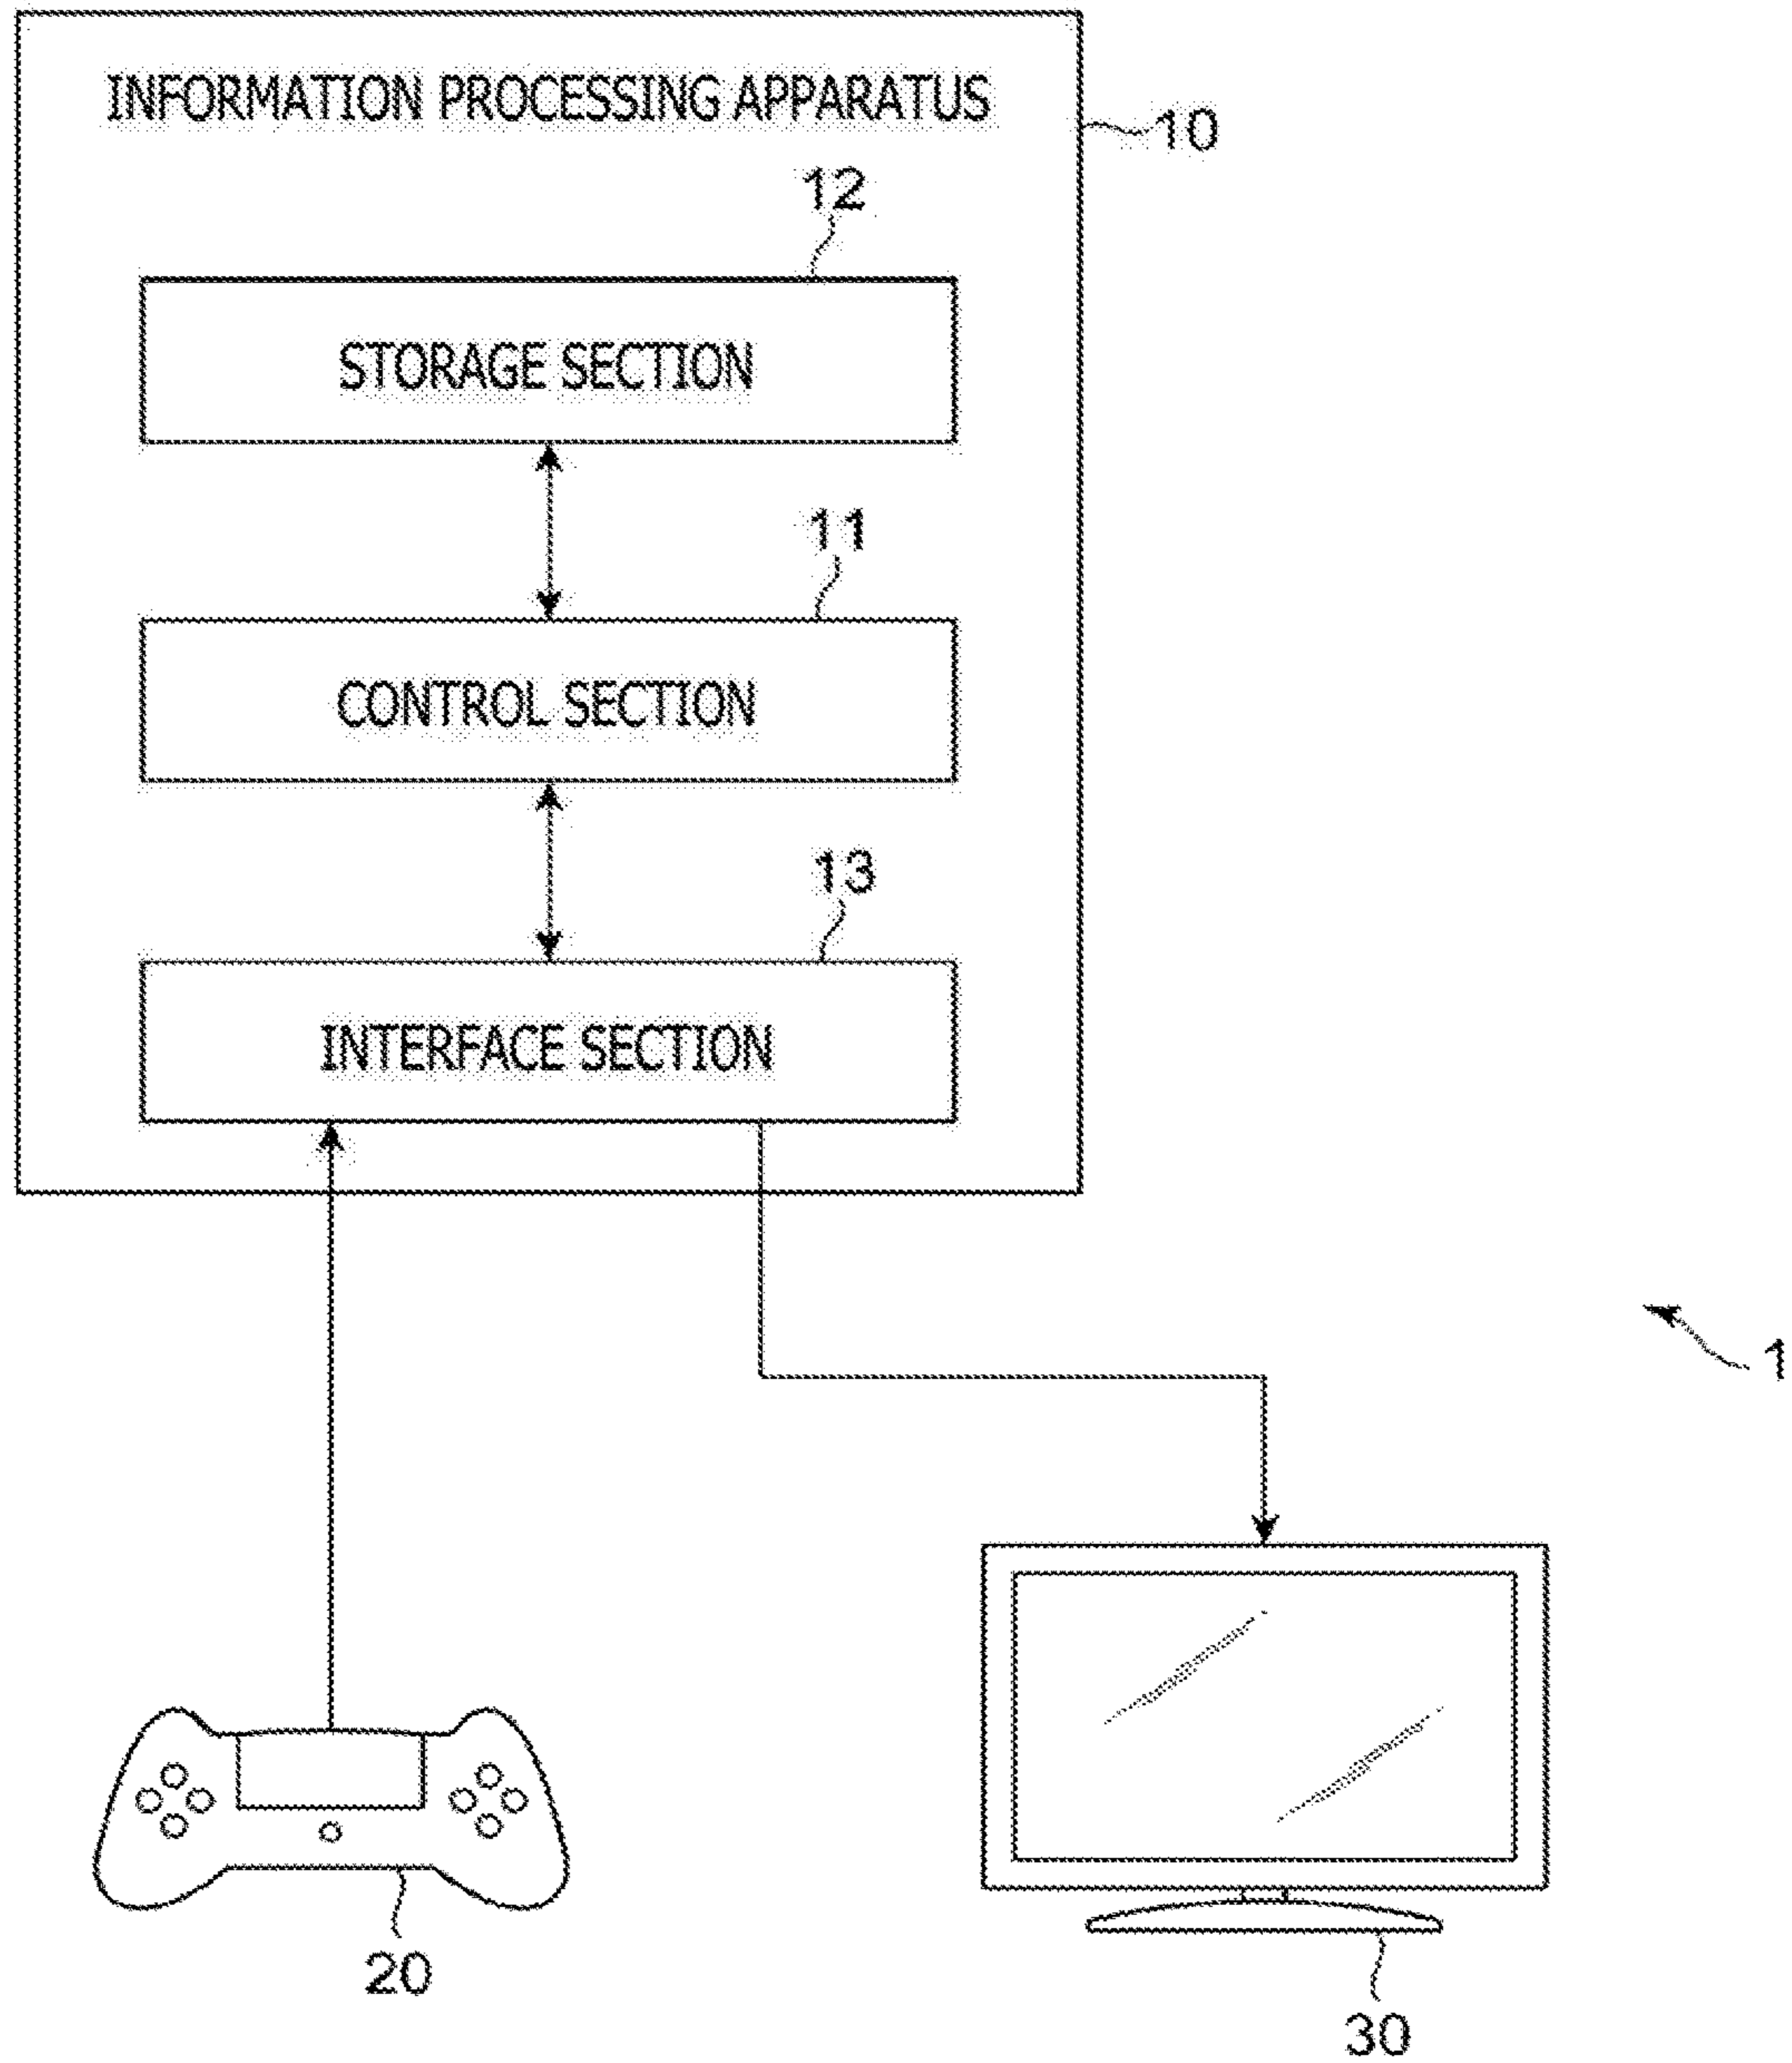 INFORMATION PROCESSING APPARATUS
10
12
STORAGE SECTION
11
CONTROL SECTION
13
INTERFACE SECTION
1
20
30